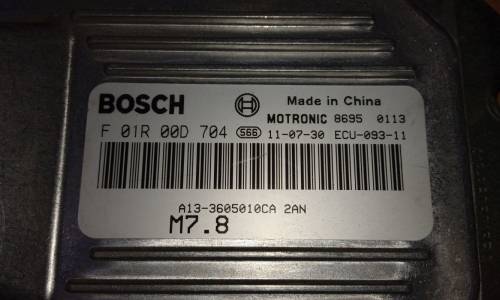 BOSCH
Made in China
MOTRONIC 8695 0113
F 01R 00D 704 566 11-07-30 ECU-093-11
A13-3605010CA 2AN
M7.8